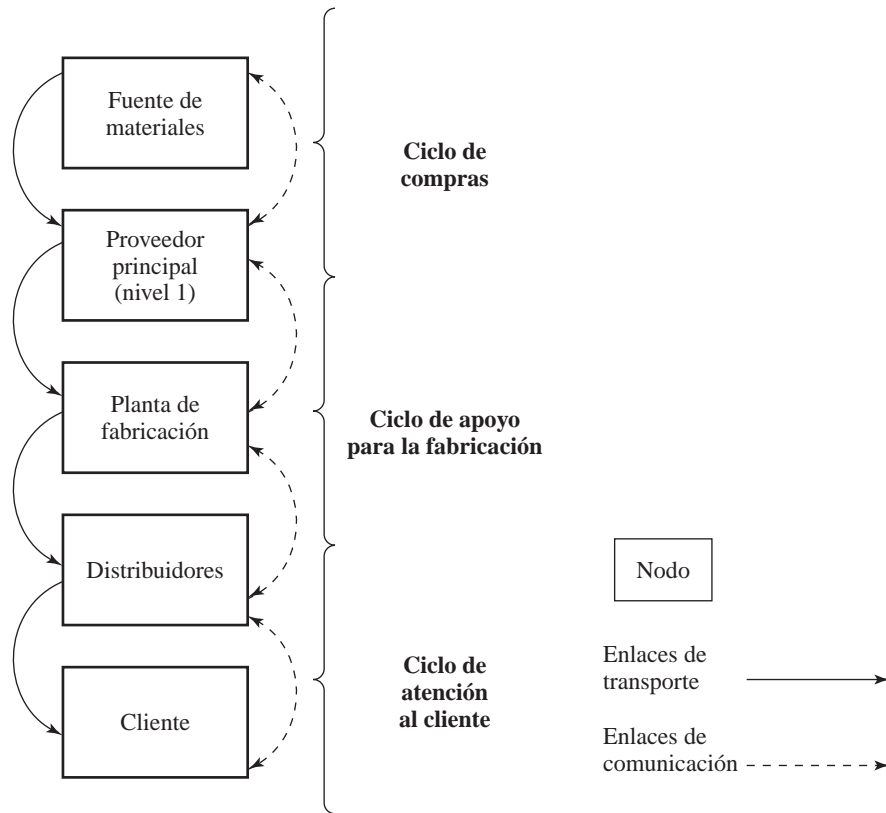 Fuente de
materiales
Ciclo de
compras
Proveedor
principal
(nivel 1)
Planta de
fabricación
Ciclo de apoyo
para la fabricación
Distribuidores
Nodo
Cliente
Ciclo de
atención
al cliente
Enlaces de
transporte
Enlaces de
comunicación